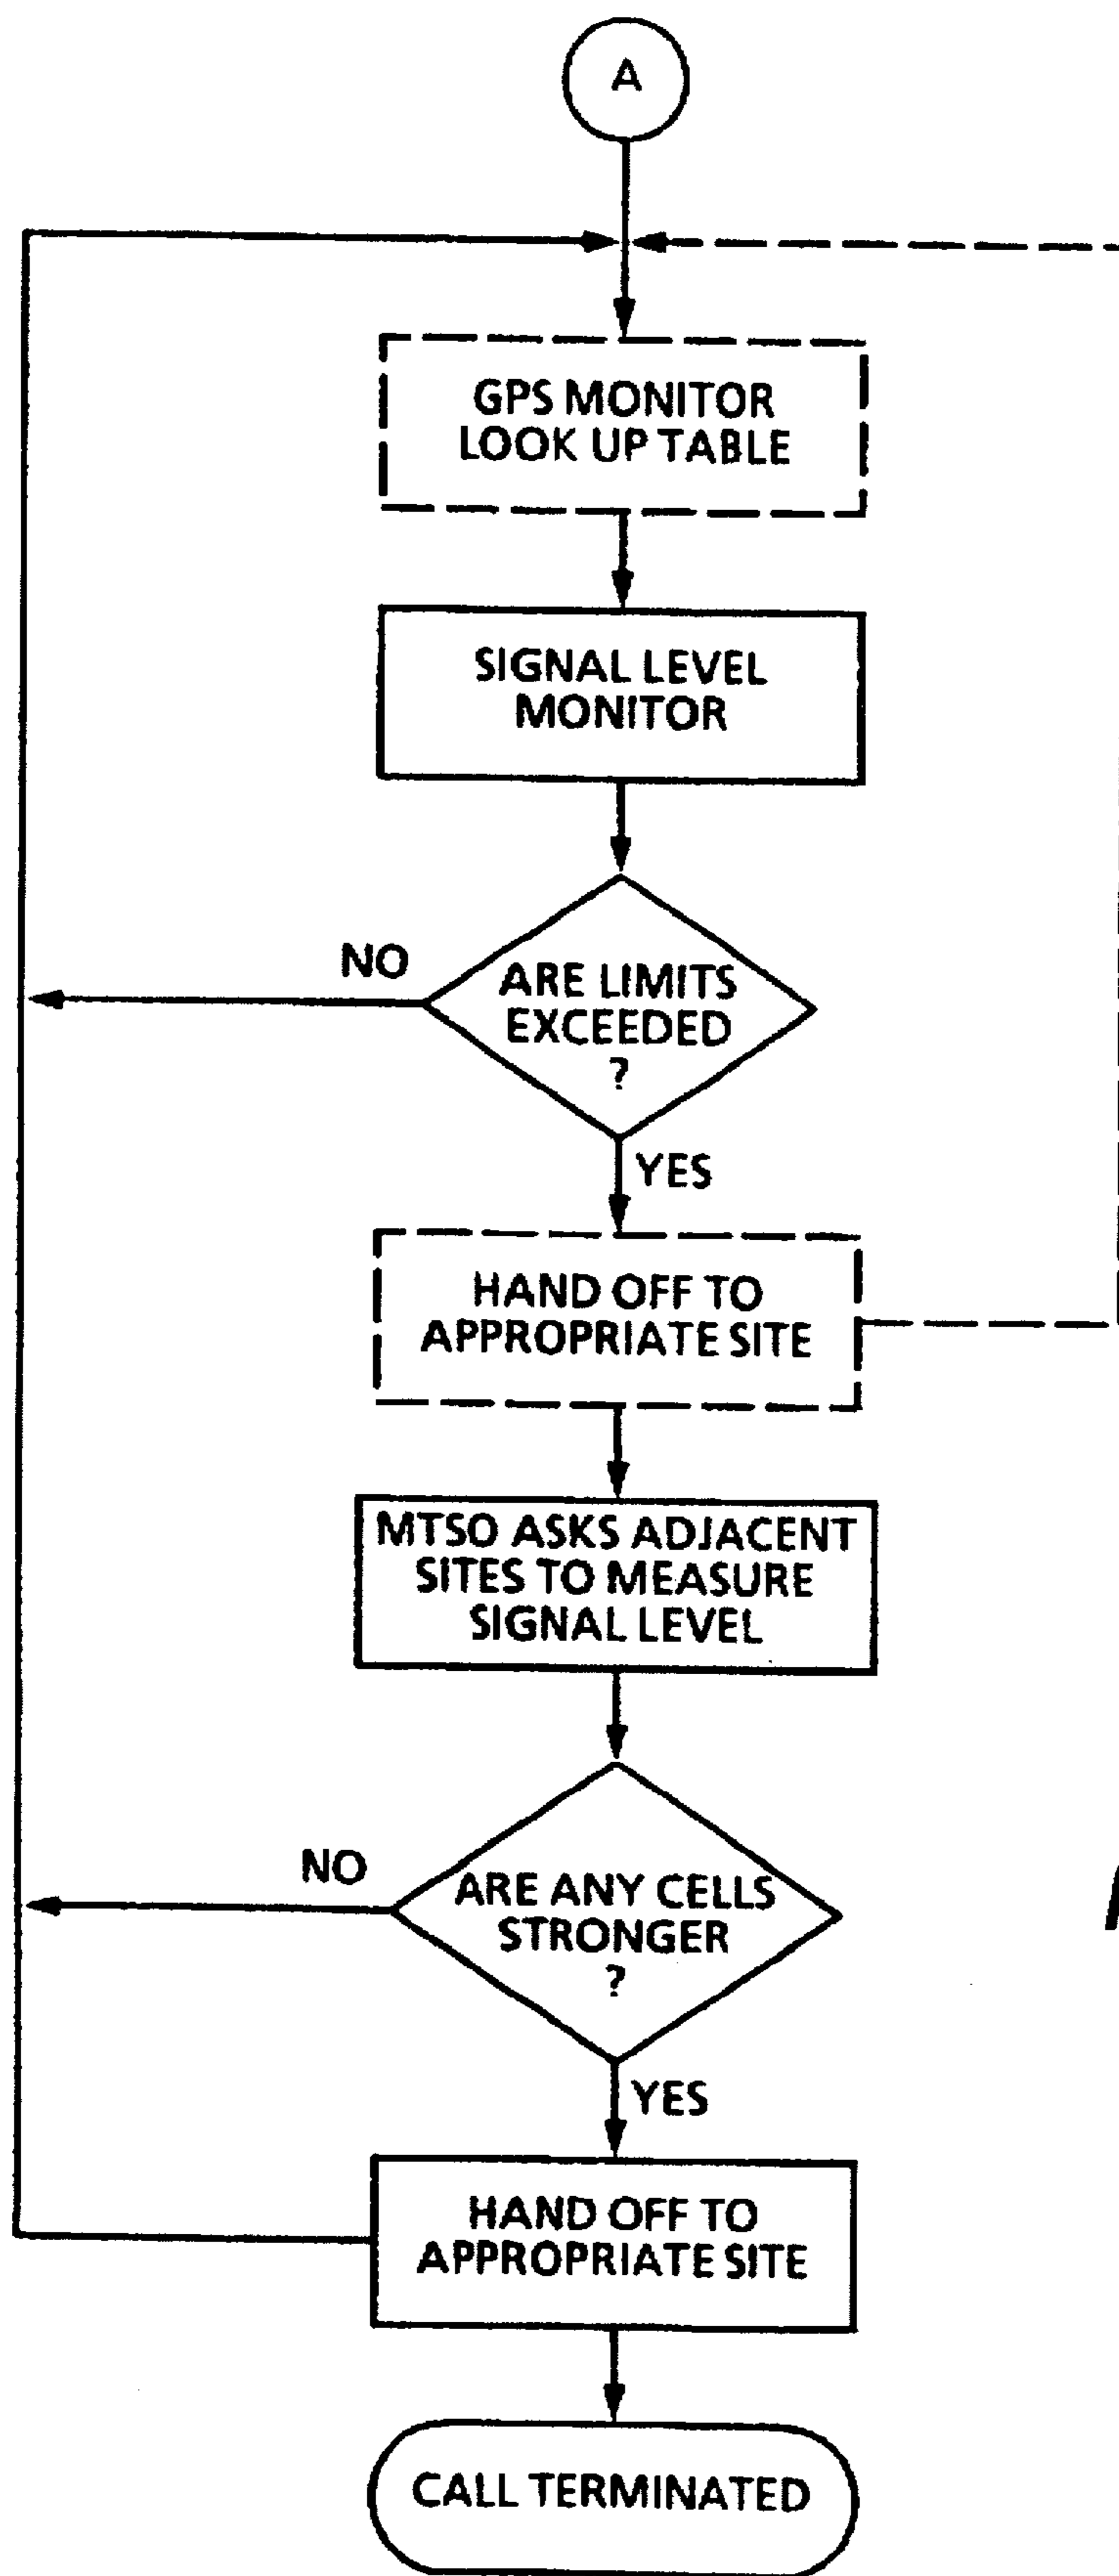 A
GPS MONITOR
LOOK UP TABLE
SIGNAL LEVEL
MONITOR
NO
ARE LIMITS
EXCEEDED
?
YES
HAND OFF TO
APPROPRIATE SITE
MTSO ASKS ADJACENT
SITES TO MEASURE
SIGNAL LEVEL
NO
ARE ANY CELLS
STRONGER
?
YES
HAND OFF TO
APPROPRIATE SITE
CALL TERMINATED